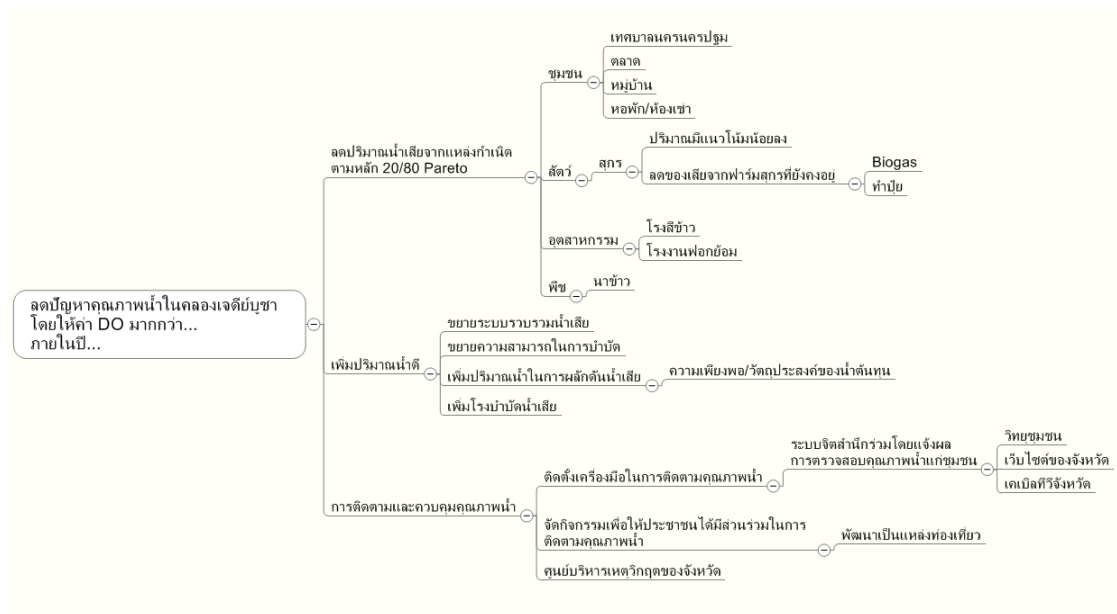 ลดปัญหาคุณภาพน้ำในคลองเจดีย์บูชา
โดยให้ค่า DO มากกว่า...
ภายในปี...
ลดปริมาณน้ำเสียจากแหล่งกำเนิด
ตามหลัก 20/80 Pareto
ชุมชน
เทศบาลนครนครปฐม
ตลาด
หมู่บ้าน
หอพัก/ห้องเช่า
สัตว์
สุกร
ปริมาณมีแนวโน้มน้อยลง
ลดของเสียจากฟาร์มสุกรที่ยังคงอยู่
Biogas
ทำปุ๋ย
อุตสาหกรรม
โรงสีข้าว
โรงงานฟอกย้อม
พืช
นาข้าว
เพิ่มปริมาณน้ำดี
ขยายระบบรวบรวมน้ำเสีย
ขยายความสามารถในการบำบัด
เพิ่มปริมาณน้ำในการผลักดันน้ำเสีย
ความเพียงพอ/วัตถุประสงค์ของน้ำต้นทุน
เพิ่มโรงบำบัดน้ำเสีย
การติดตามและควบคุมคุณภาพน้ำ
ติดตั้งเครื่องมือในการติดตามคุณภาพน้ำ
ระบบจิตสำนึกร่วมโดยแจ้งผล
การตรวจสอบคุณภาพน้ำแก่ชุมชน
วิทยุชุมชน
เว็บไซต์ของจังหวัด
เคเบิลทีวีจังหวัด
จัดกิจกรรมเพื่อให้ประชาชนได้มีส่วนร่วมในการ
ติดตามคุณภาพน้ำ
พัฒนาเป็นแหล่งท่องเที่ยว
ศูนย์บริหารเหตุวิกฤตของจังหวัด